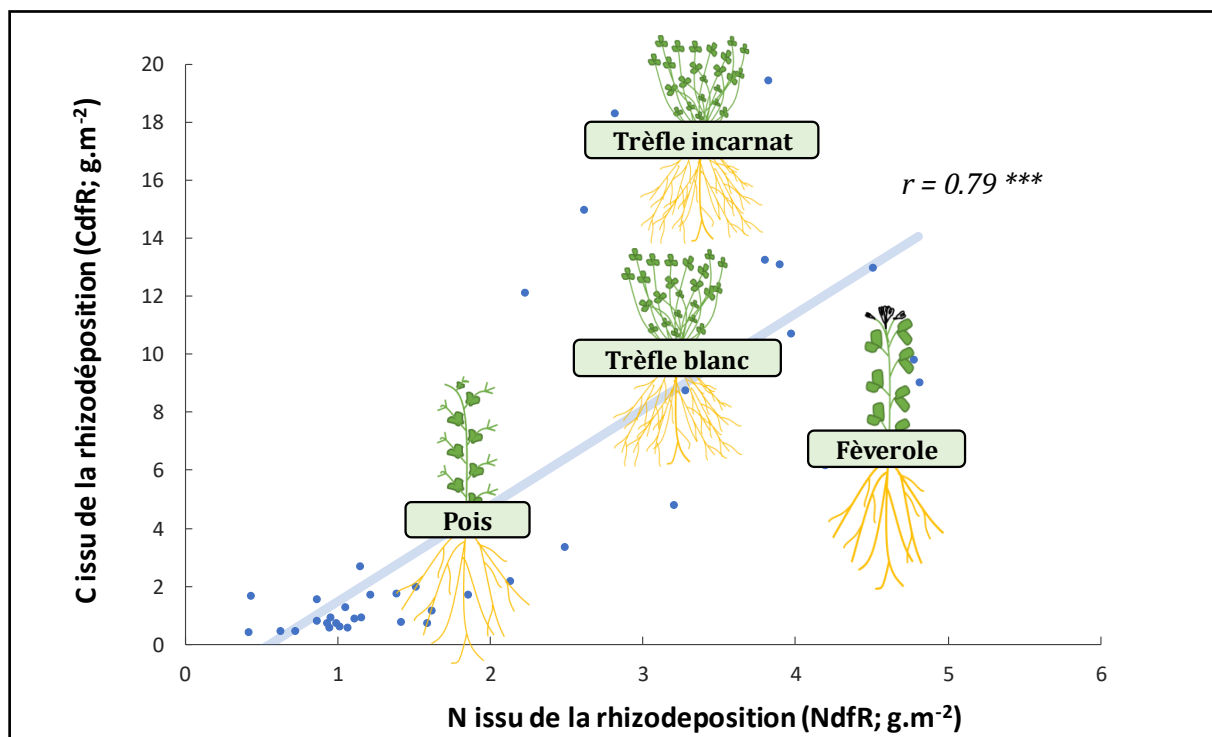 C issu de la rhizodéposition (CdfR; g.m-2)
20
18
16
14
12
10
8
6
4
2
0
Trèfle incarnat
r = 0.79 ***
Trèfle blanc
Fèverole
Pois
0 1 2 3 4 5 6
N issu de la rhizodeposition (NdfR; g.m-2)